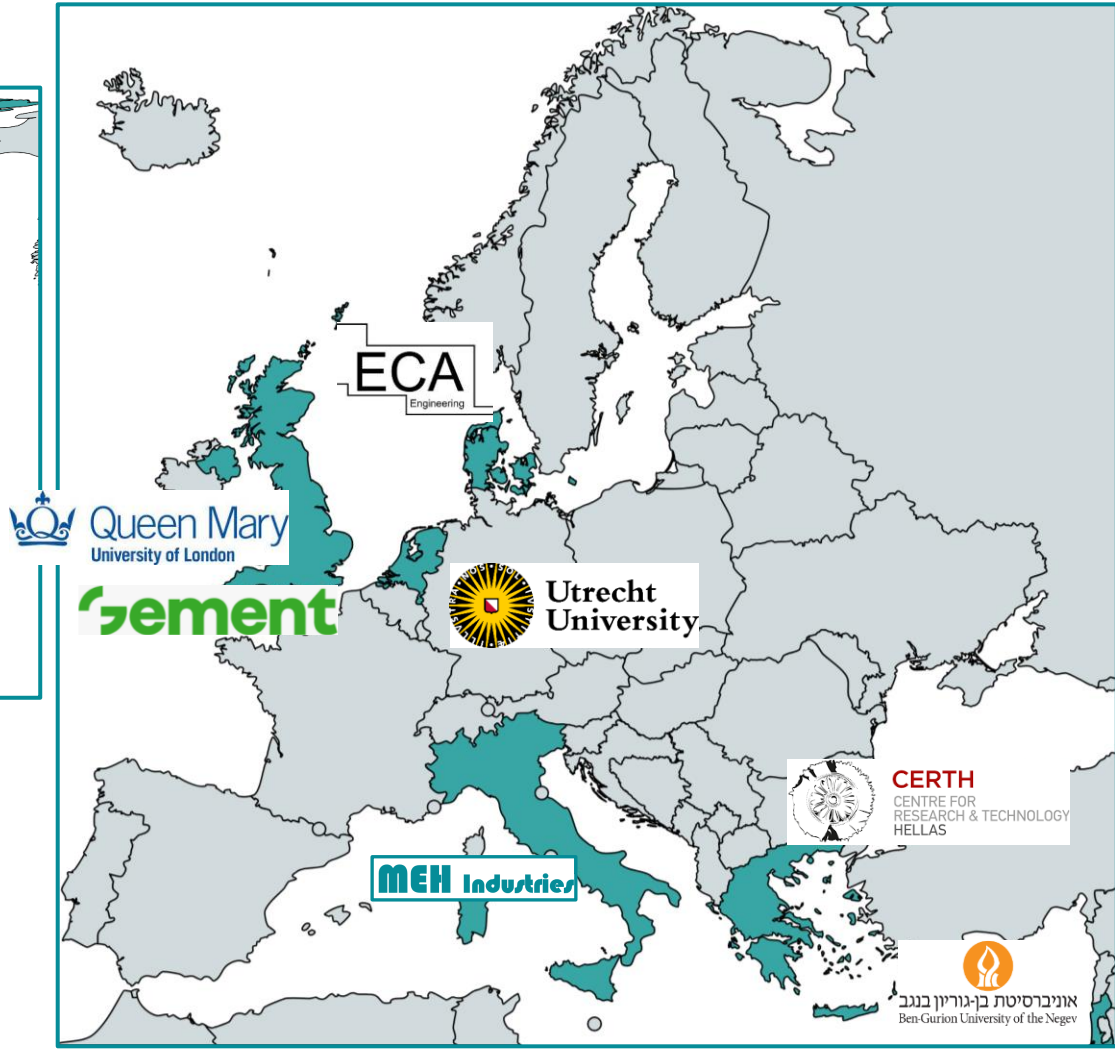 ECA
Engineering
Queen Mary
University of London
Gement
Utrecht
University
CERTH
CENTRE FOR
RESEARCH & TECHNOLOGY
HELLAS
MEH Industries
אוניברסיטת בן-גוריון בנגב
Ben-Gurion University of the Negev